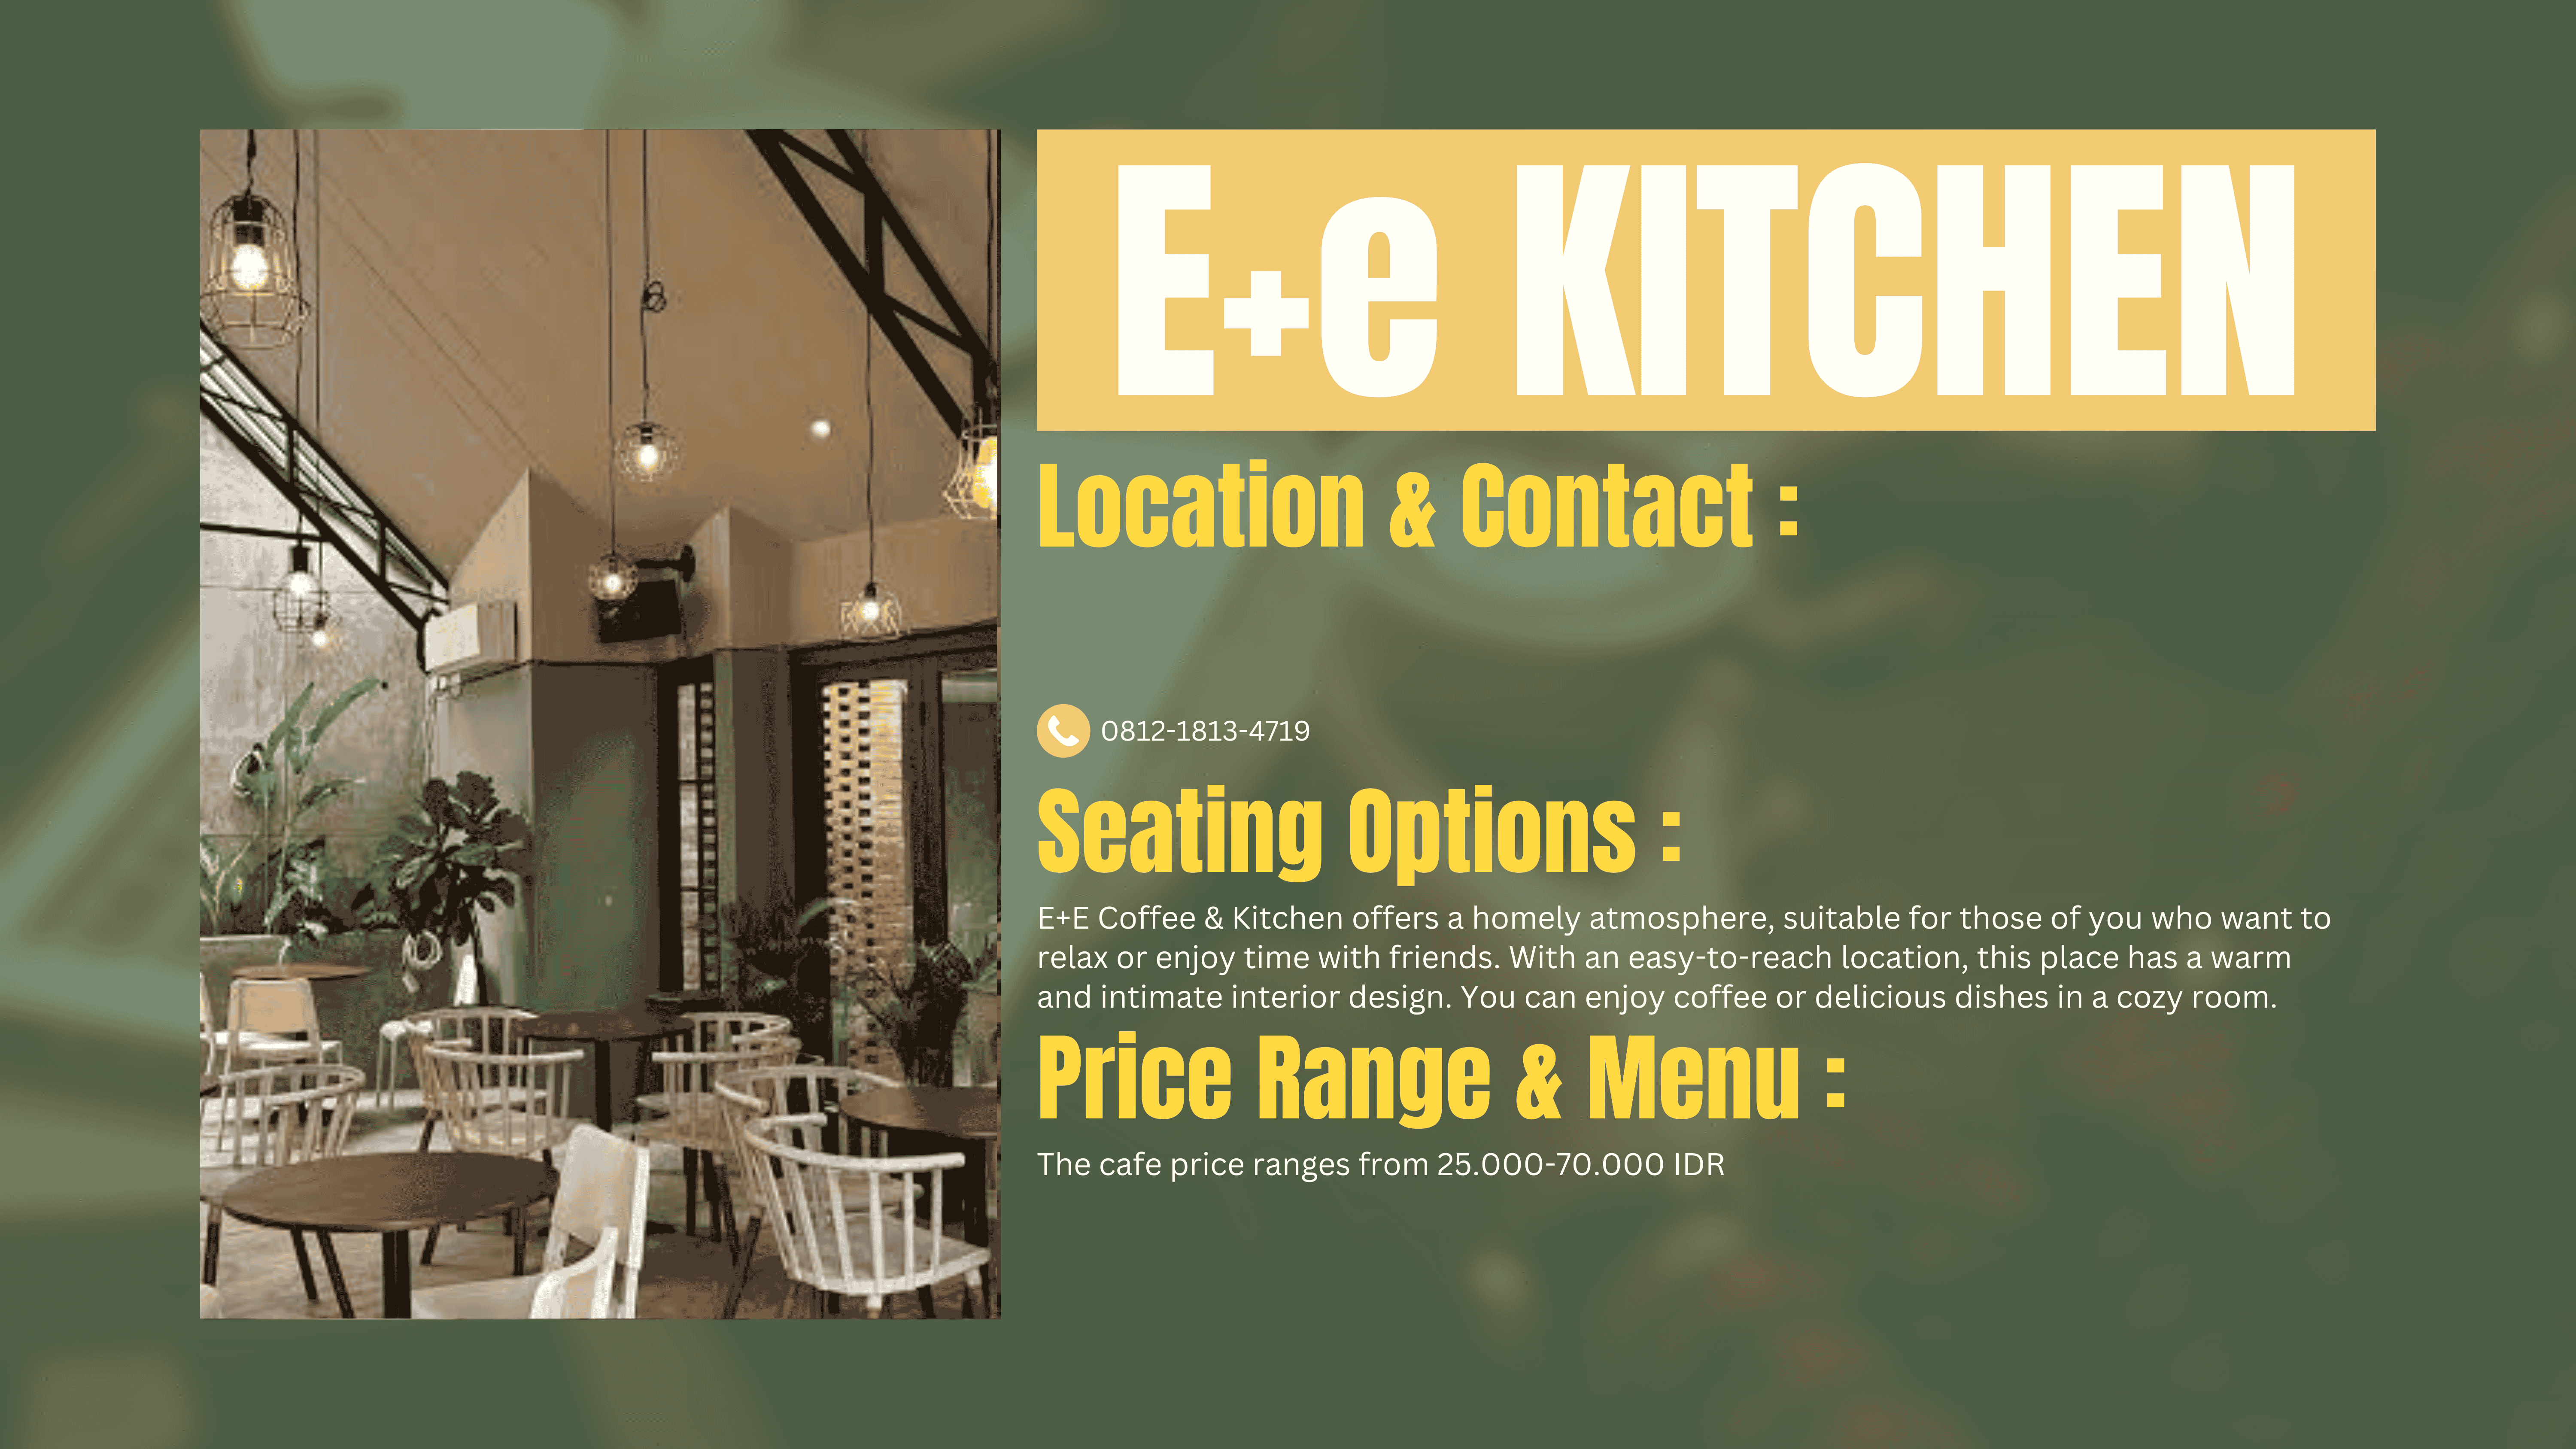 E+e KITCHEN
Location & Contact :
0812-1813-4719
Seating Options :
E+E Coffee & Kitchen offers a homely atmosphere, suitable for those of you who want to
relax or enjoy time with friends. With an easy-to-reach location, this place has a warm
and intimate interior design. You can enjoy coffee or delicious dishes in a cozy room.
Price Range & Menu :
The cafe price ranges from 25.000-70.000 IDR